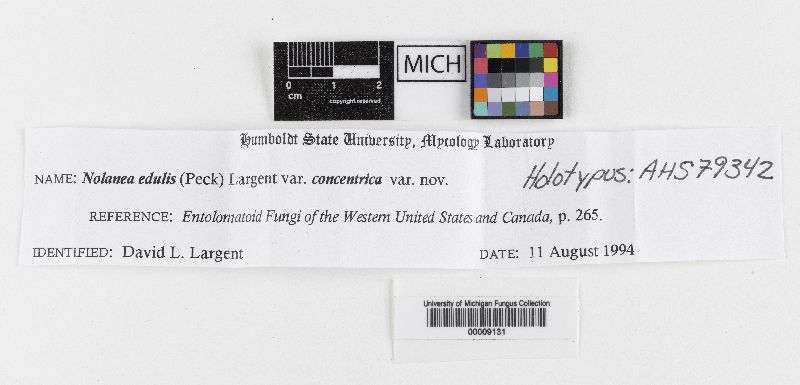 0 1 2
cm copyright reserved
MICH
Humboldt State University, Mycology Laboratory
NAME: Nolanea edulis (Peck) Largent var. concentrica var. nov.
Holotypus: AHS79342
REFERENCE: Entolomatoid Fungi of the Western United States and Canada, p. 265.
IDENTIFIED: David L. Largent DATE: 11 August 1994
University of Michigan Fungus Collection
00009131